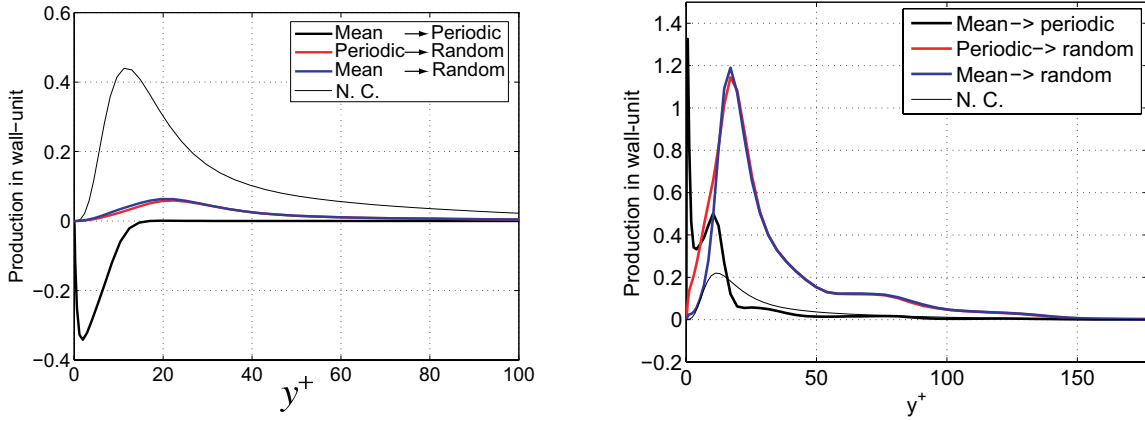 0.6
0.4
0.2
0
−0.2
−0.4
Production in wall−unit
Mean → Periodic
Periodic → Random
Mean → Random
N. C.
0 20 40 60 80 100
y+
1.4
1.2
1.0
0.8
0.6
0.4
0.2
0
−0.2
Production in wall-unit
Mean−> periodic
Periodic−> random
Mean−> random
N. C.
0 50 100 150
y+